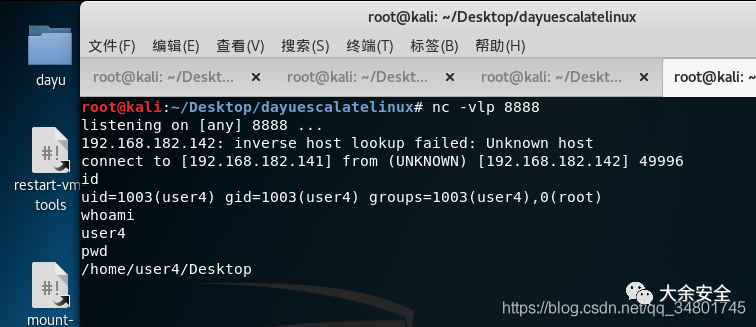 root@kali: ~/Desktop/dayuescalatelinux
文件(F) 编辑(E) 查看(V) 搜索(S) 终端(T) 标签(B) 帮助(H)
root@kali: ~/Deskt... × root@kali: ~/Deskt... × root@kali: ~/Deskt... × root@kali: ~
dayu
root@kali:~/Desktop/dayuescalatelinux# nc -vlp 8888
listening on [any] 8888 ...
192.168.182.142: inverse host lookup failed: Unknown host
connect to [192.168.182.141] from (UNKNOWN) [192.168.182.142] 49996
id
uid=1003(user4) gid=1003(user4) groups=1003(user4),0(root)
whoami
user4
pwd
/home/user4/Desktop
#!
restart-vm
tools
#!
mount-
大余安全
https://blog.csdn.net/qq_34801745